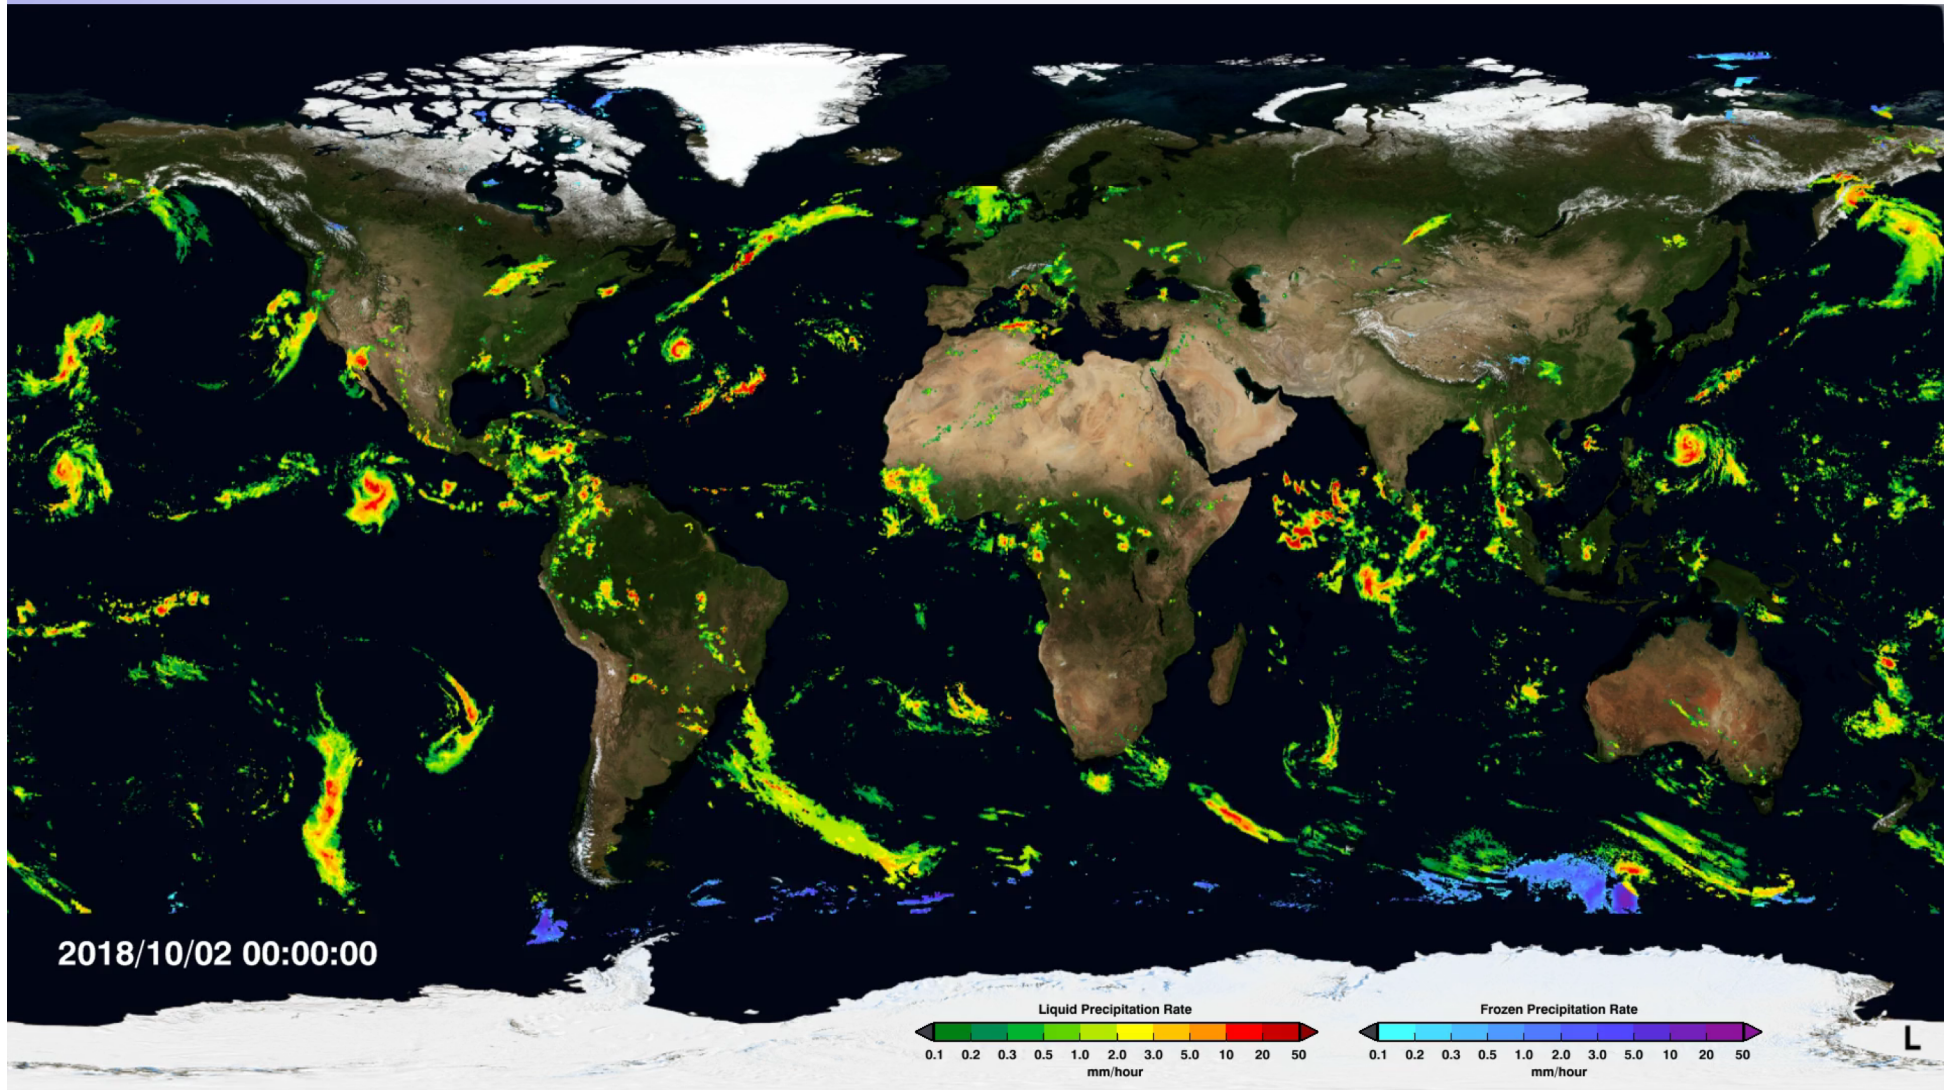 2018/10/02 00:00:00
Liquid Precipitation Rate
0.1 0.2 0.3 0.5 1.0 2.0 3.0 5.0 10 20 50
mm/hour
Frozen Precipitation Rate
0.1 0.2 0.3 0.5 1.0 2.0 3.0 5.0 10 20 50
mm/hour
L